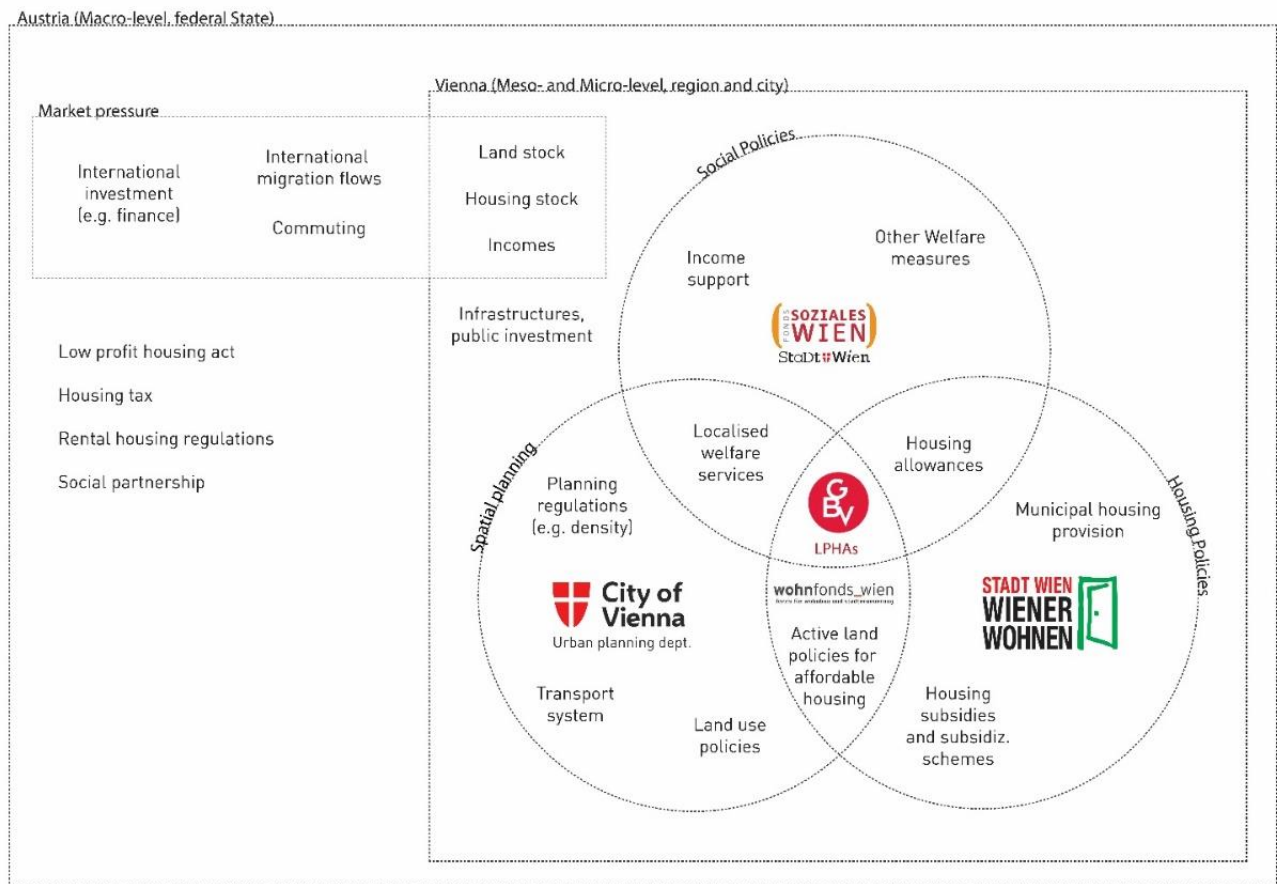 Austria (Macro-level, federal State)
Vienna (Meso- and Micro-level, region and city)
Market pressure
International
investment
(e.g. finance)
International
migration flows
Commuting
Land stock
Housing stock
Incomes
Infrastructures,
public investment
Low profit housing act
Housing tax
Rental housing regulations
Social partnership
Social Policies
Income
support
Other Welfare
measures
FONDS
SOZIALES
WIEN
StaDt Wien
Localised
welfare
services
Housing
allowances
GBV
LPHAs
Spatial planning
Planning
regulations
(e.g. density)
City of
Vienna
Urban planning dept.
Transport
system
Land use
policies
wohnfonds_wien
Active land
policies for
affordable
housing
Housing Policies
Municipal housing
provision
STADT WIEN
WIENER
WOHNEN
Housing
subsidies
and subsidiz.
schemes